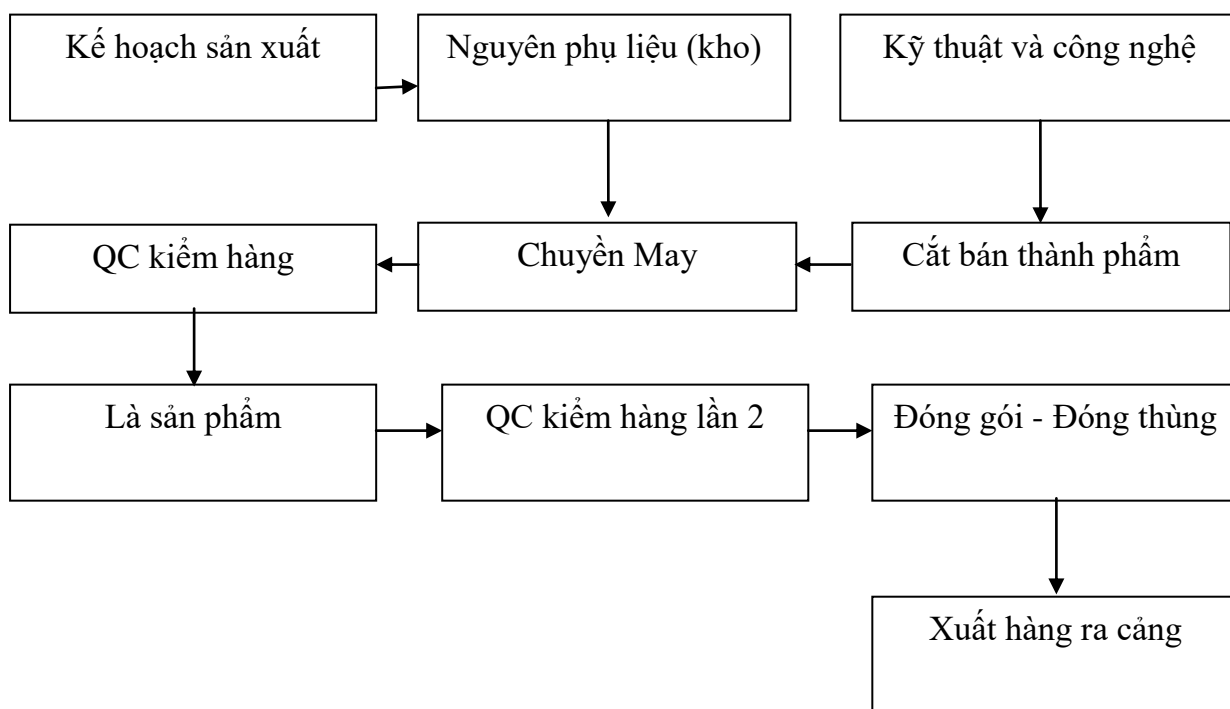 Kế hoạch sản xuất
Nguyên phụ liệu (kho)
Kỹ thuật và công nghệ
QC kiểm hàng
Chuyền May
Cắt bán thành phẩm
Là sản phẩm
QC kiểm hàng lần 2
Đóng gói - Đóng thùng
Xuất hàng ra cảng